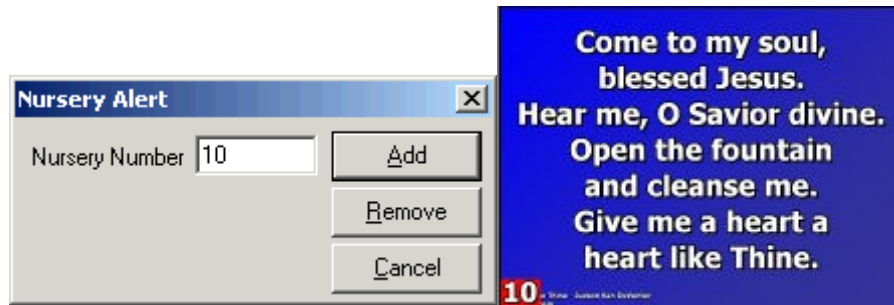 Nursery Alert
Nursery Number 10
Add
Remove
Cancel
Come to my soul,
blessed Jesus.
Hear me, O Savior divine.
Open the fountain
and cleanse me.
Give me a heart a
heart like Thine.
10